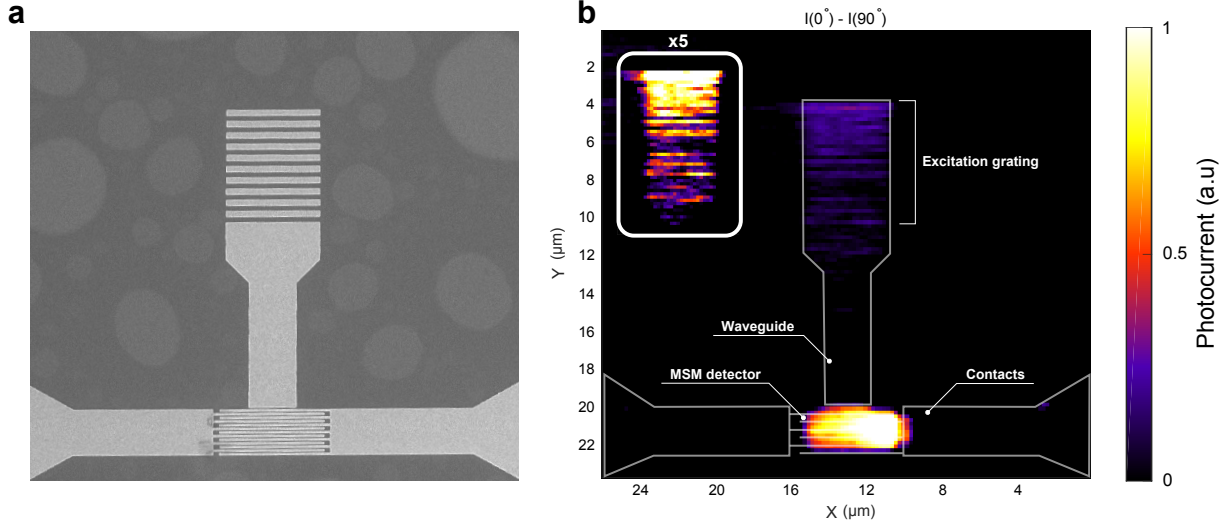 a
b
I(0°) - I(90°)
x5
2
4
6
8
10
12
14
16
18
20
22
Y (µm)
Excitation grating
Waveguide
MSM detector
Contacts
24
20
16
12
8
4
X (µm)
1
0.5
0
Photocurrent (a.u)